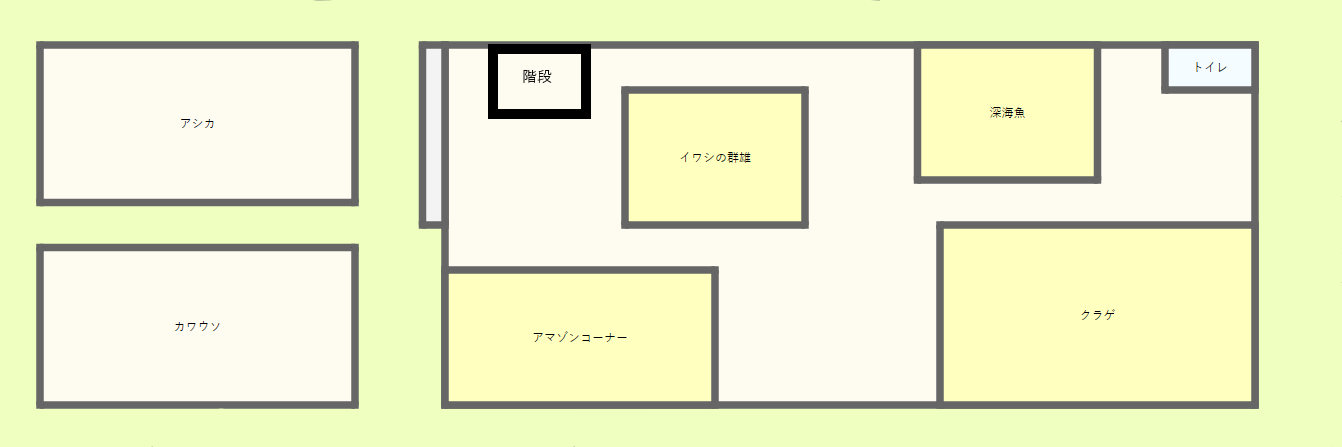 階段
トイレ
アシカ
深海魚
イワシの群雄
クラゲ
カワウソ
アマゾンコーナー